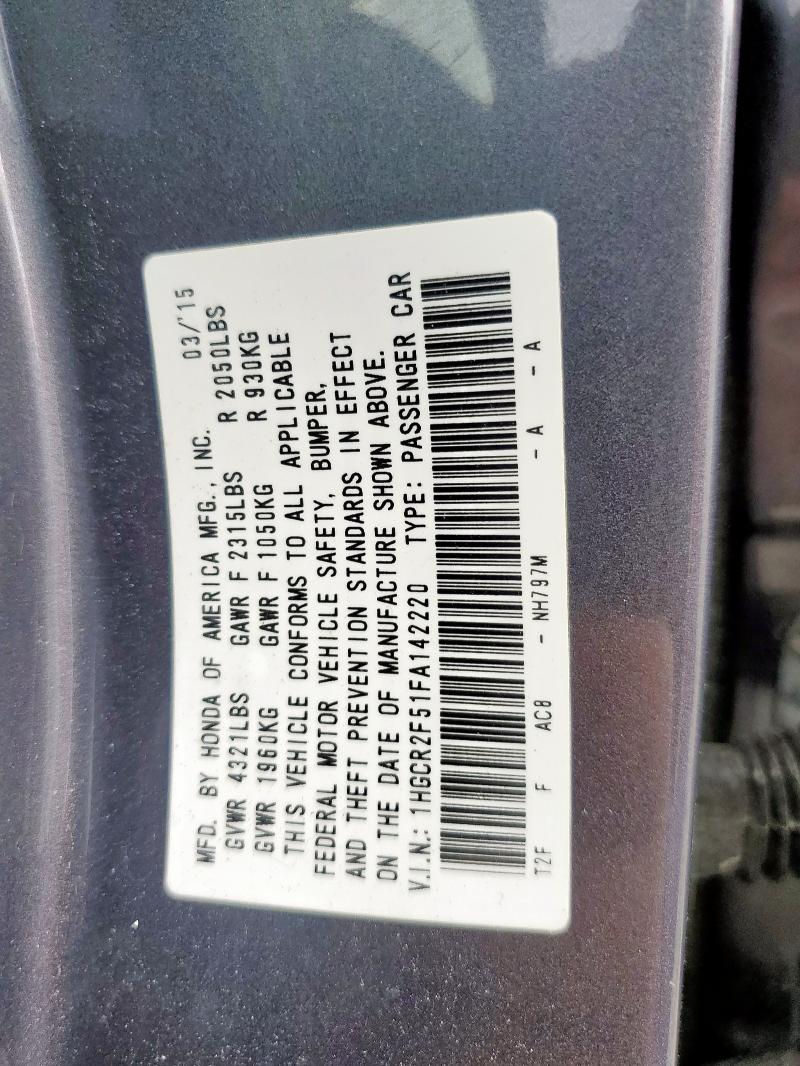 MFD. BY HONDA OF AMERICA MFG., INC. 03/'15
GVWR 4321LBS GAWR F 2315LBS R 2050LBS
GVWR 1960KG GAWR F 1050KG R 930KG
THIS VEHICLE CONFORMS TO ALL APPLICABLE
FEDERAL MOTOR VEHICLE SAFETY, BUMPER,
AND THEFT PREVENTION STANDARDS IN EFFECT
ON THE DATE OF MANUFACTURE SHOWN ABOVE.
V.I.N.: 1HGCR2F51FA142220 TYPE: PASSENGER CAR
T2F F AC8 - NH797M - A - A